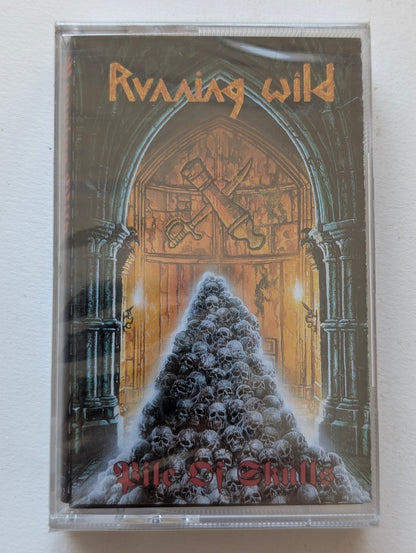 Running wild
Pile Of Skulls